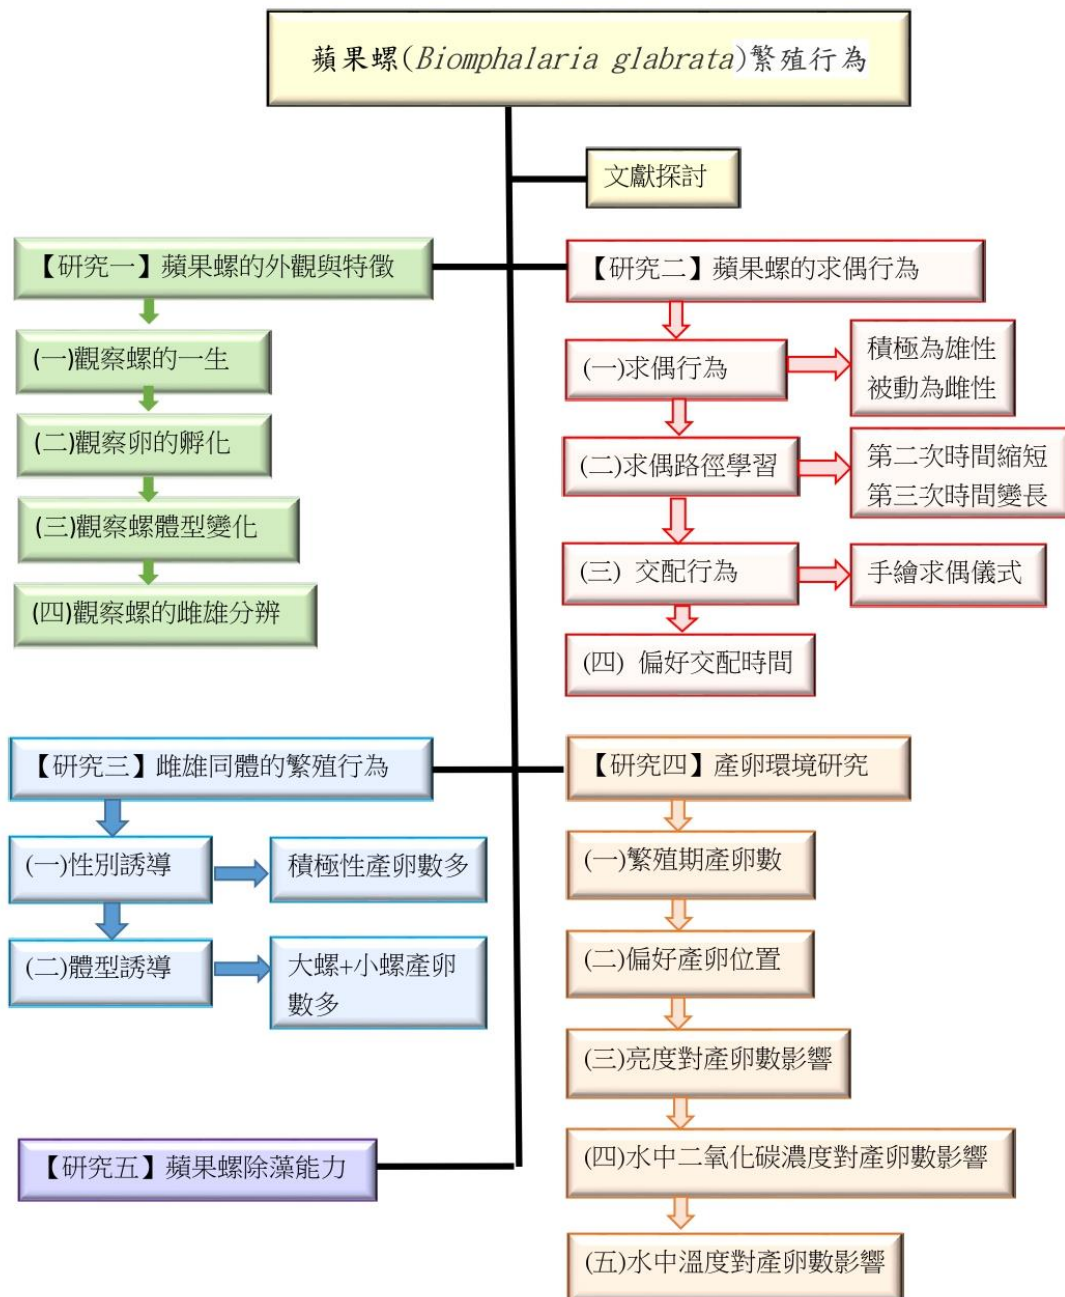 蘋果螺(Biomphalaria glabrata)繁殖行為
文獻探討
【研究一】蘋果螺的外觀與特徵
(一)觀察螺的一生
(二)觀察卵的孵化
(三)觀察螺體型變化
(四)觀察螺的雌雄分辨
【研究二】蘋果螺的求偶行為
(一)求偶行為
積極為雄性
被動為雌性
(二)求偶路徑學習
第二次時間縮短
第三次時間變長
(三) 交配行為
手繪求偶儀式
(四) 偏好交配時間
【研究三】雌雄同體的繁殖行為
(一)性別誘導
積極性產卵數多
(二)體型誘導
大螺+小螺產卵
數多
【研究四】產卵環境研究
(一)繁殖期產卵數
(二)偏好產卵位置
(三)亮度對產卵數影響
(四)水中二氧化碳濃度對產卵數影響
(五)水中溫度對產卵數影響
【研究五】蘋果螺除藻能力